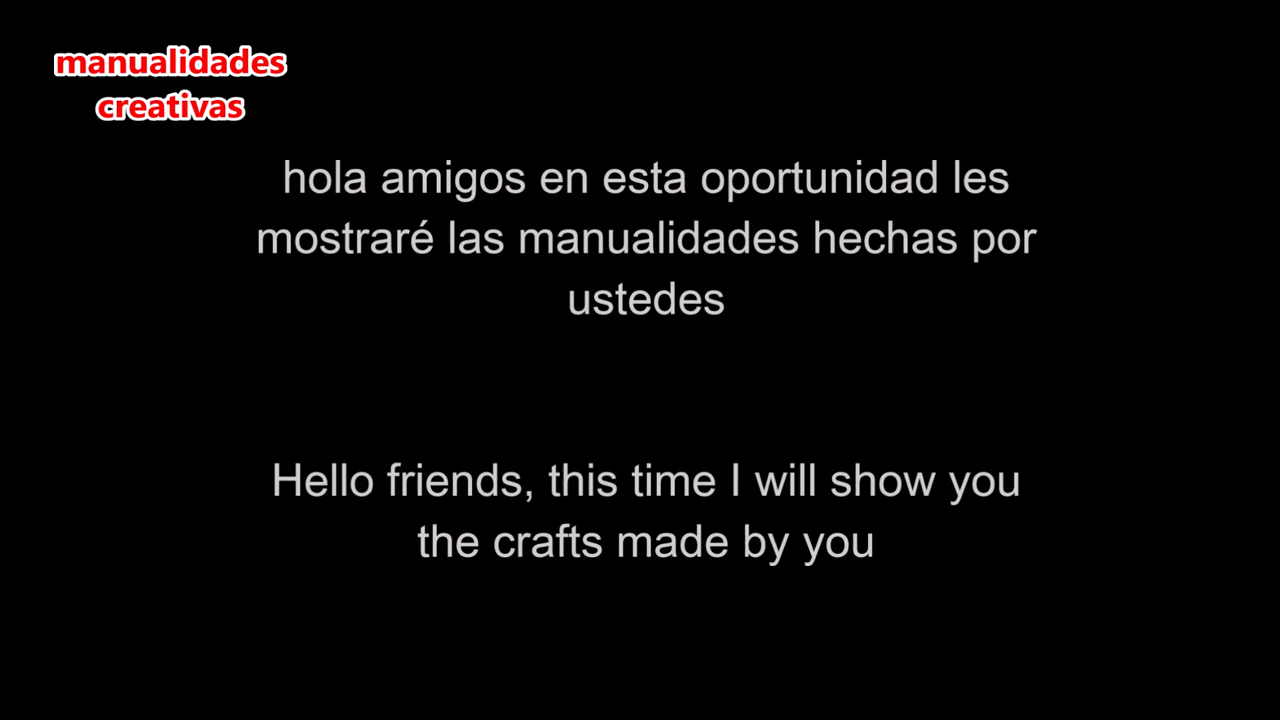 manualidades
creativas
hola amigos en esta oportunidad les
mostraré las manualidades hechas por
ustedes
Hello friends, this time I will show you
the crafts made by you